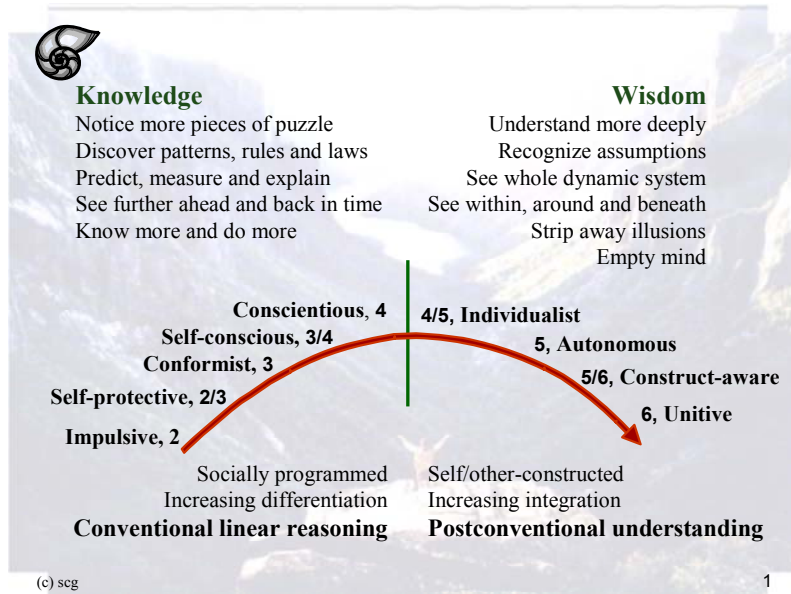 Knowledge
Notice more pieces of puzzle
Discover patterns, rules and laws
Predict, measure and explain
See further ahead and back in time
Know more and do more
Wisdom
Understand more deeply
Recognize assumptions
See whole dynamic system
See within, around and beneath
Strip away illusions
Empty mind
Conscientious, 4
Self-conscious, 3/4
Conformist, 3
Self-protective, 2/3
Impulsive, 2
4/5, Individualist
5, Autonomous
5/6, Construct-aware
6, Unitive
Socially programmed
Increasing differentiation
Conventional linear reasoning
Self/other-constructed
Increasing integration
Postconventional understanding
(c) scg
1